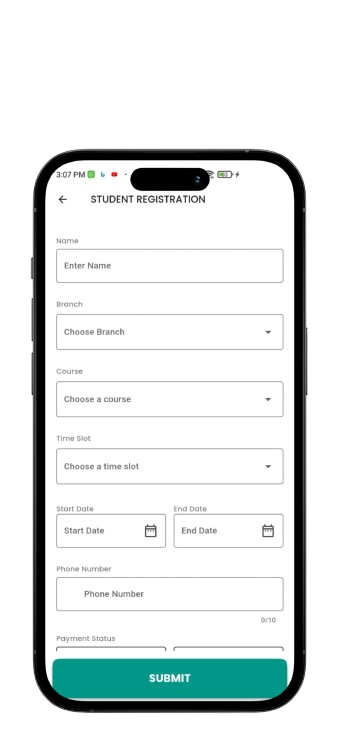 3:07 PM
STUDENT REGISTRATION
Name
Enter Name
Branch
Choose Branch
Course
Choose a course
Time Slot
Choose a time slot
Start Date End Date
Start Date End Date
Phone Number
Phone Number
0/10
Payment Status
SUBMIT